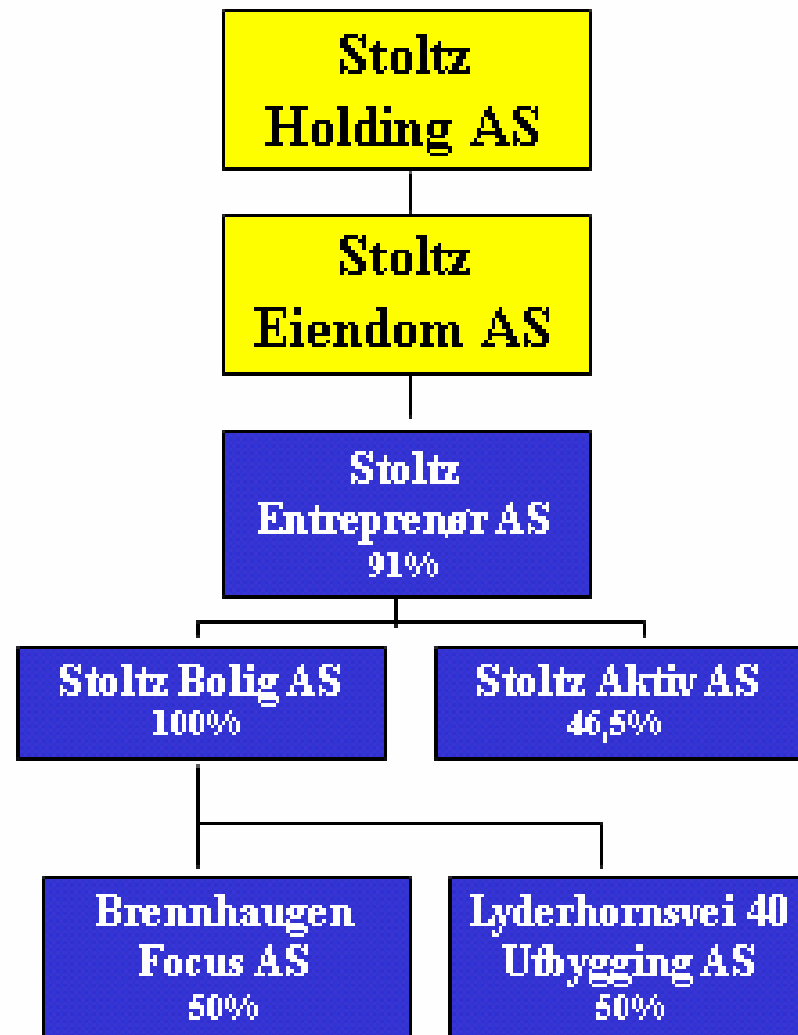 Stoltz
Holding AS
Stoltz
Eiendom AS
Stoltz
Entreprenør AS
91%
Stoltz Bolig AS
100%
Stoltz Aktiv AS
46,5%
Brennhaugen
Focus AS
50%
Lyderhornsvei 40
Utbygging AS
50%